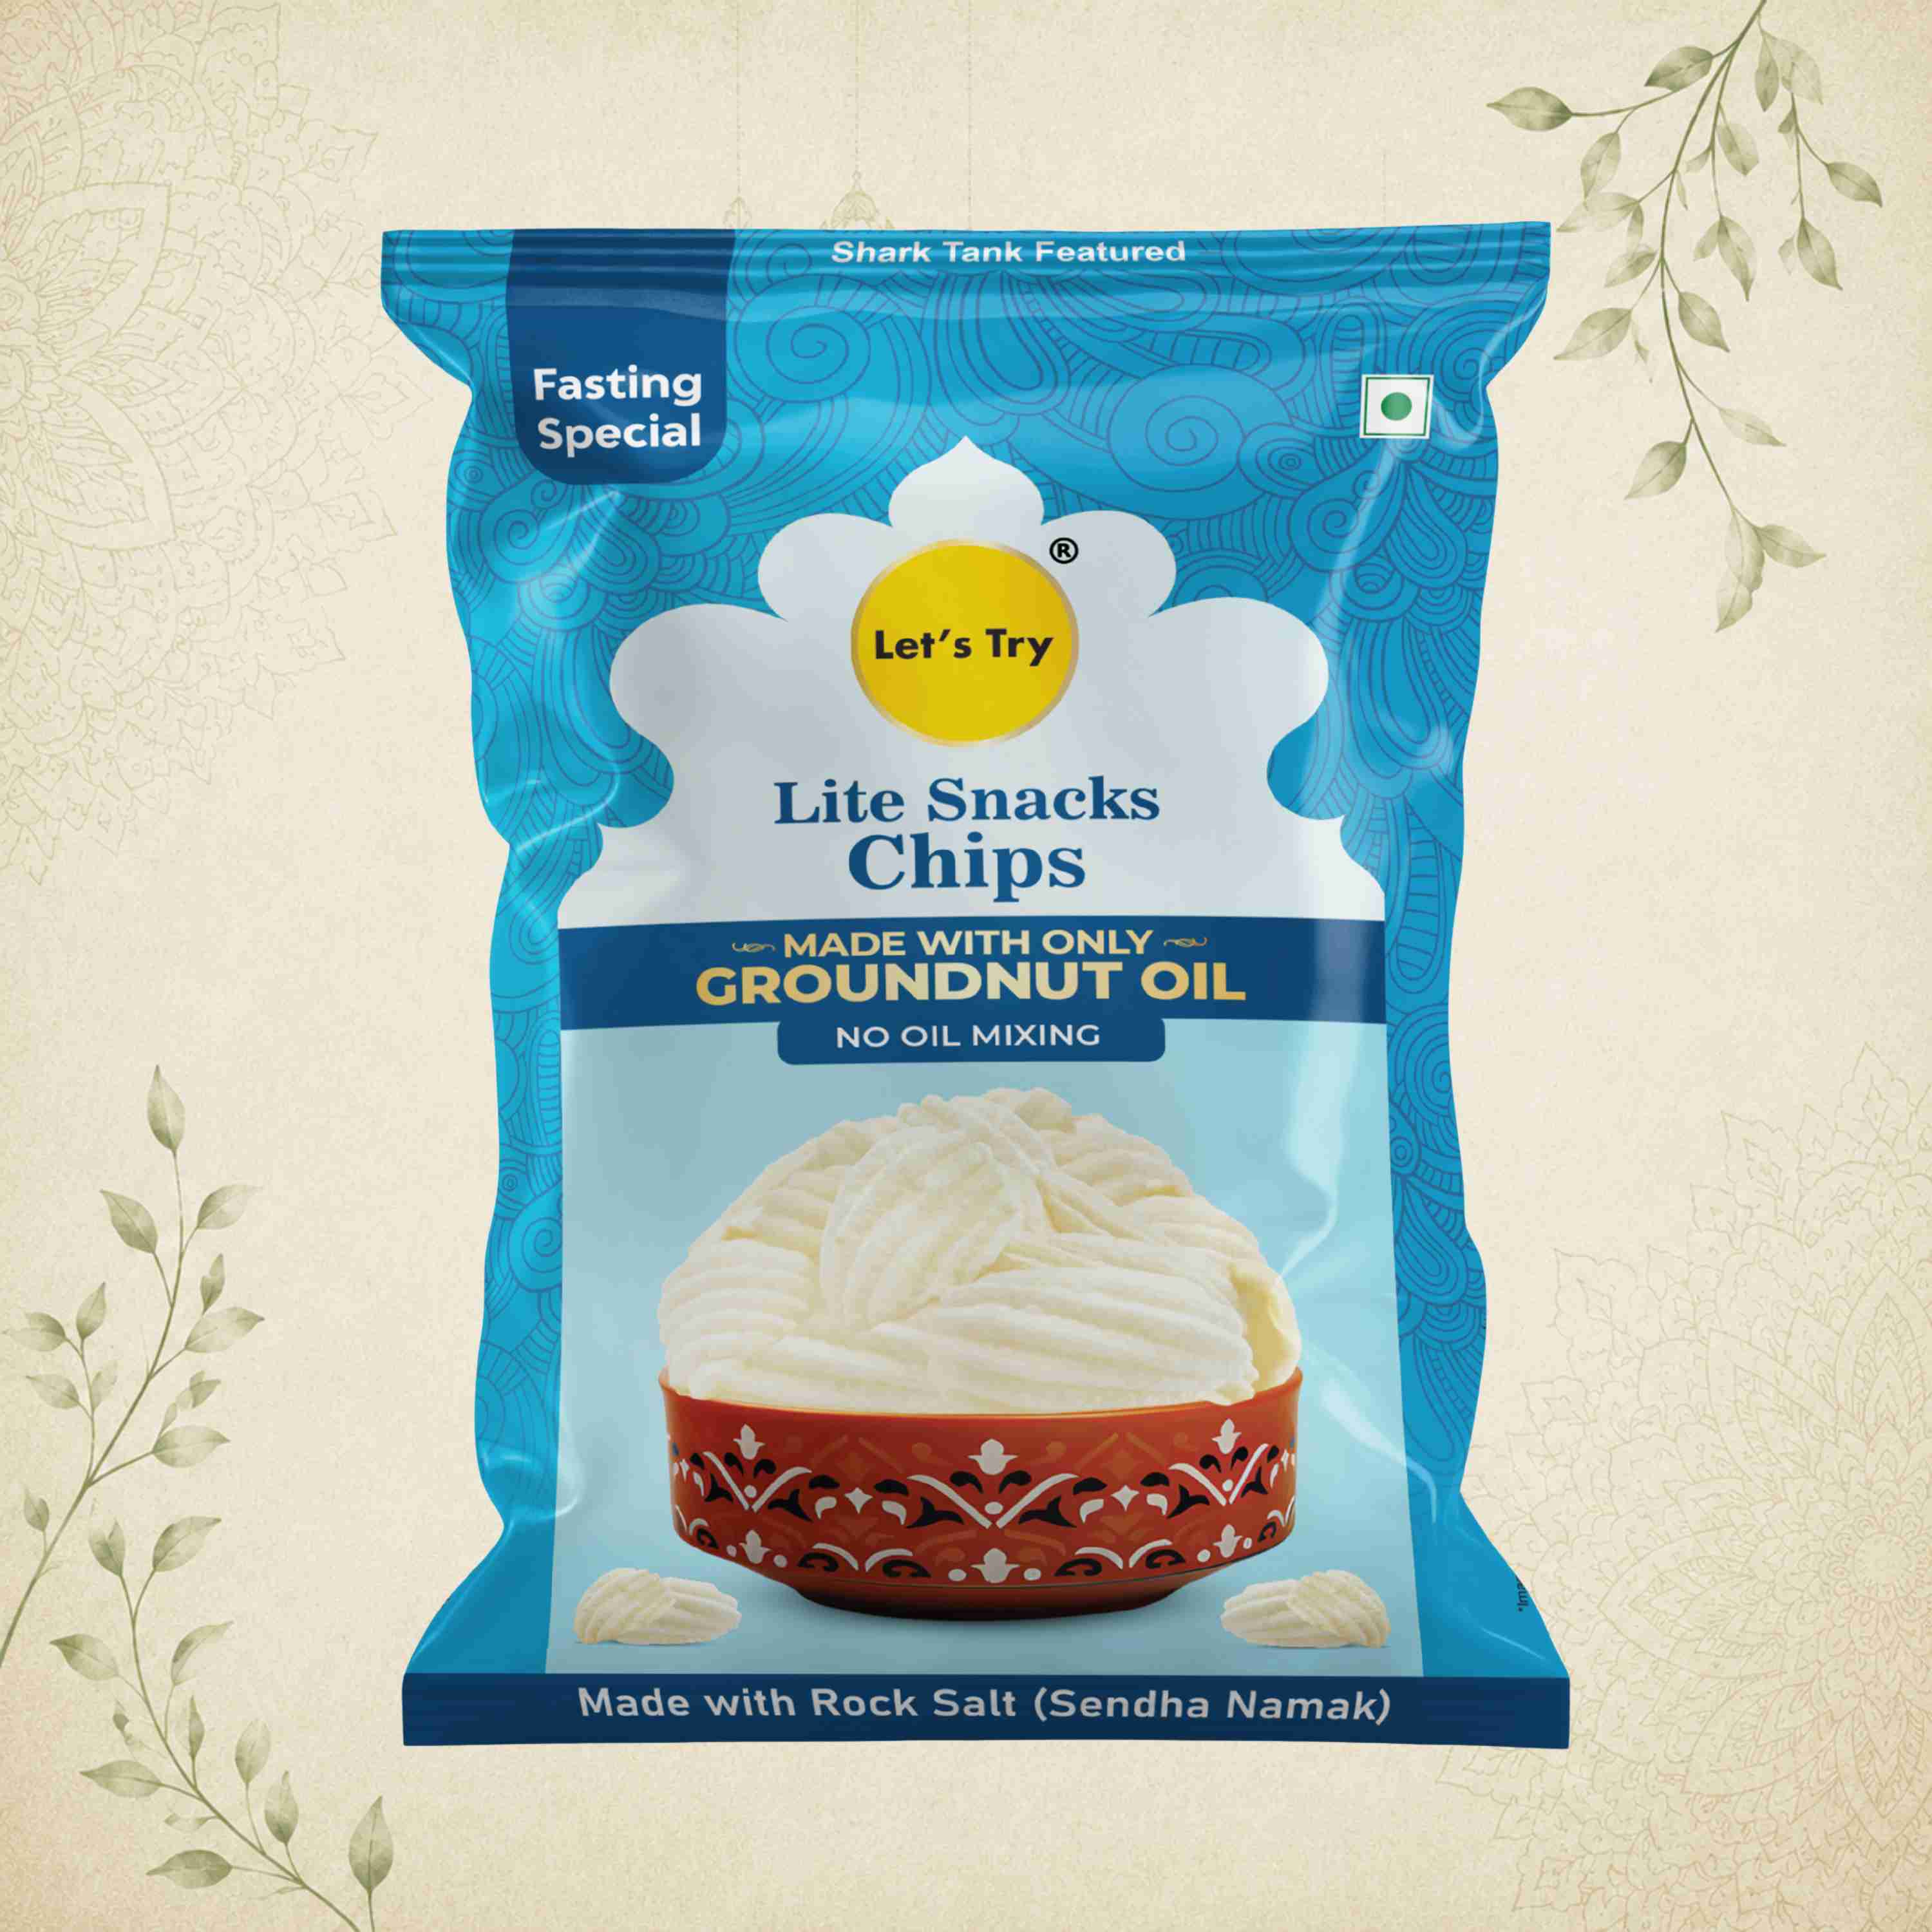 Shark Tank Featured
Fasting
Special
®
Let's Try
Lite Snacks
Chips
MADE WITH ONLY
GROUNDNUT OIL
NO OIL MIXING
Made with Rock Salt (Sendha Namak)